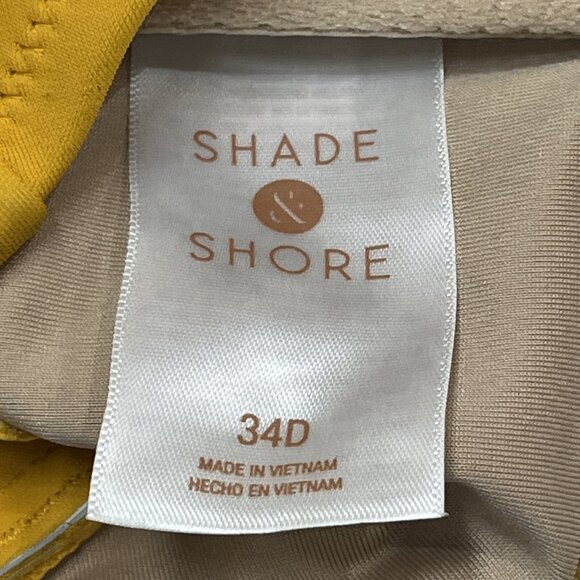 SHADE
&
SHORE
34D
MADE IN VIETNAM
HECHO EN VIETNAM